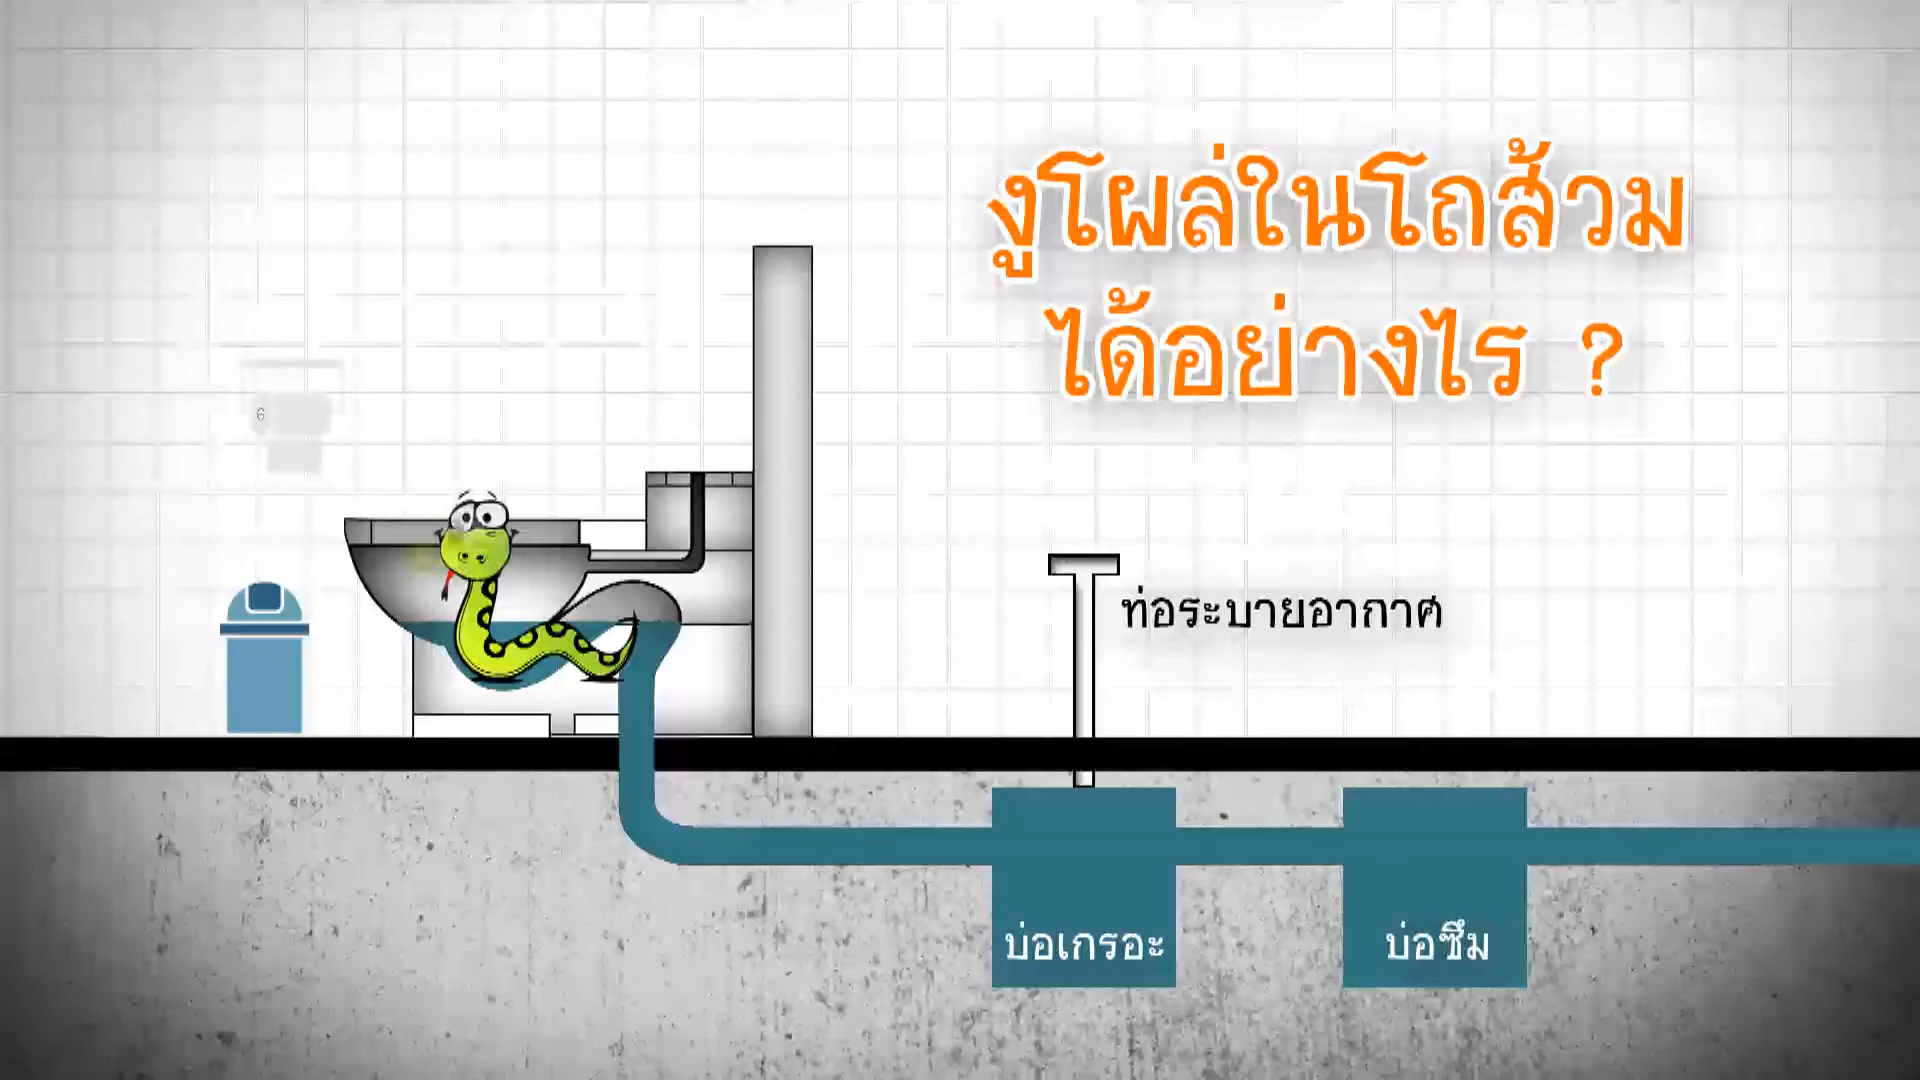 งูโผล่ในโถส้วม
ได้อย่างไร ?
ท่อระบายอากาศ
บ่อเกรอะ
บ่อซึม